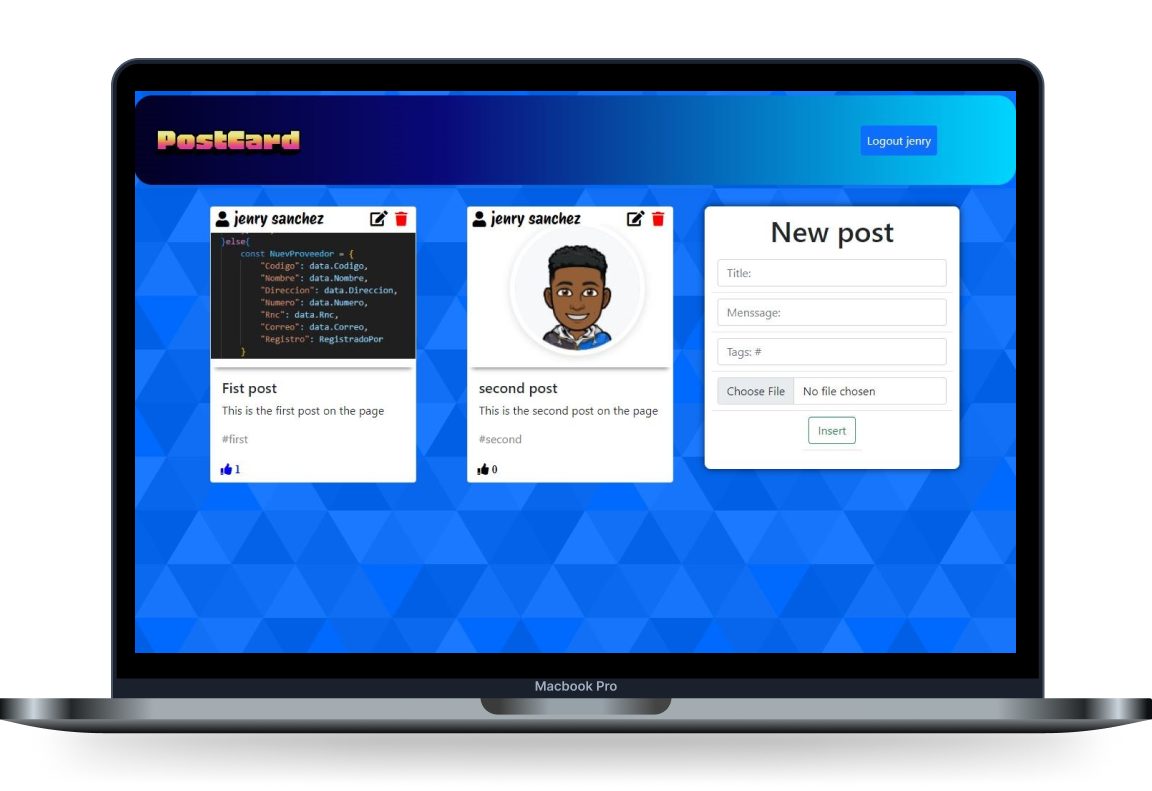 PostCard
Logout jenry
jenry sanchez
}else{
const NuevProveedor = {
"Codigo": data.Codigo,
"Nombre": data.Nombre,
"Direccion": data.Direccion,
"Numero": data.Numero,
"Rnc": data.Rnc,
"Correo": data.Correo,
"Registro": RegistradoPor
}
Fist post
This is the first post on the page
#first
1
jenry sanchez
second post
This is the second post on the page
#second
0
New post
Title:
Menssage:
Tags: #
Choose File No file chosen
Insert
Macbook Pro